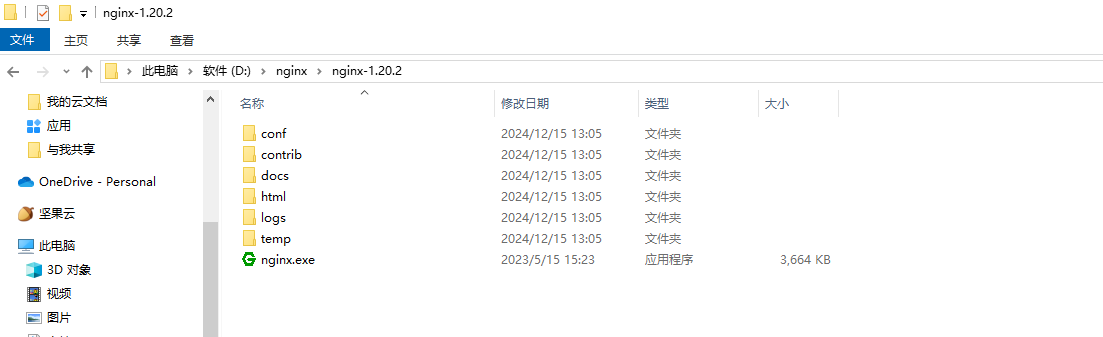 nginx-1.20.2
文件 主页 共享 查看
此电脑 软件 (D:) nginx nginx-1.20.2
名称 修改日期 类型 大小
我的云文档
应用
与我共享
OneDrive - Personal
坚果云
此电脑
3D 对象
视频
图片
conf 2024/12/15 13:05 文件夹
contrib 2024/12/15 13:05 文件夹
docs 2024/12/15 13:05 文件夹
html 2024/12/15 13:05 文件夹
logs 2024/12/15 13:05 文件夹
temp 2024/12/15 13:05 文件夹
nginx.exe 2023/5/15 15:23 应用程序 3,664 KB